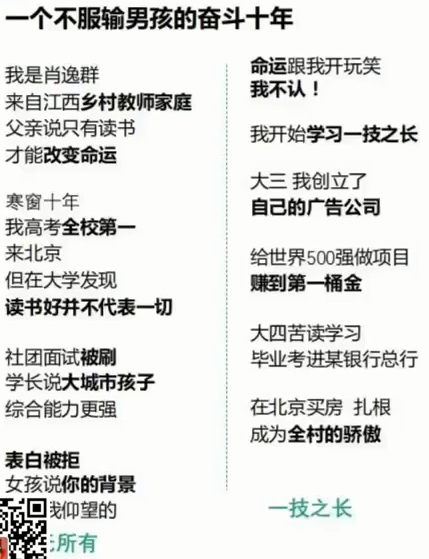 一个不服输男孩的奋斗十年
我是肖逸群
来自江西乡村教师家庭
父亲说只有读书
才能改变命运
寒窗十年
我高考全校第一
来北京
但在大学发现
读书好并不代表一切
社团面试被刷
学长说大城市孩子
综合能力更强
表白被拒
女孩说你的背景
我仰望的
所有
命运跟我开玩笑
我不认！
我开始学习一技之长
大三 我创立了
自己的广告公司
给世界500强做项目
赚到第一桶金
大四苦读学习
毕业考进某银行总行
在北京买房 扎根
成为全村的骄傲
一技之长